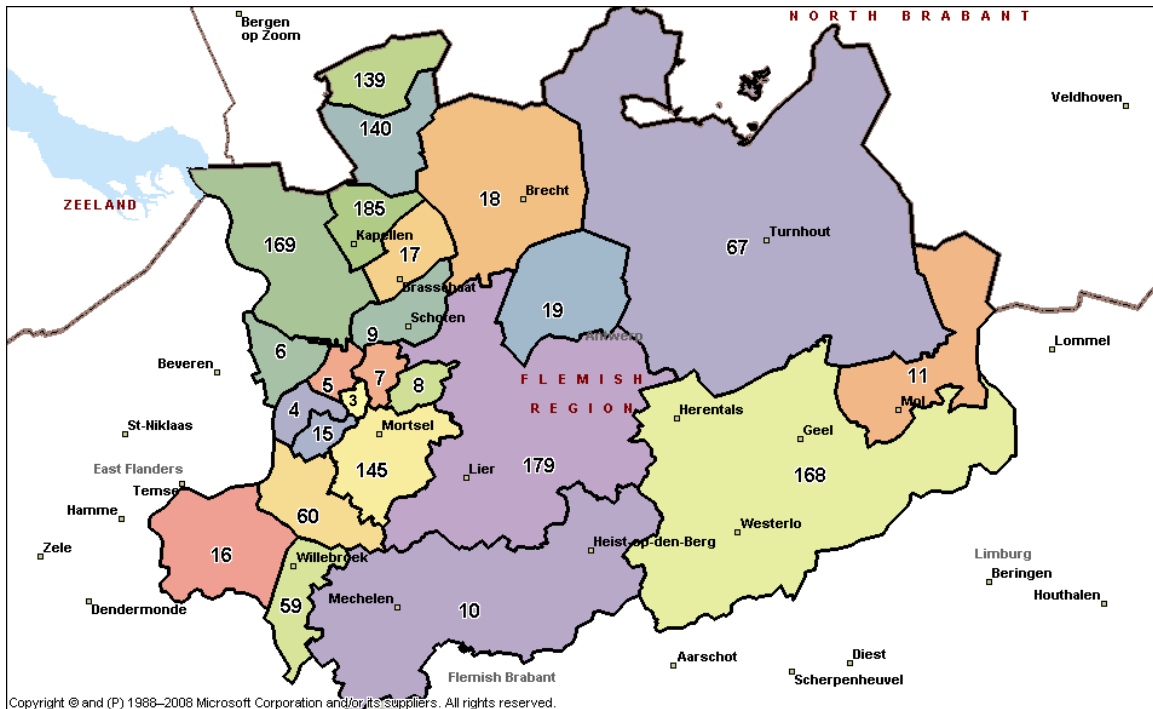 NORTH BRABANT
Bergen
op Zoom
139
Veldhoven
140
Brecht
18
ZEELAND
185
Kapellen
169
17
Turnhout
67
Brasschaat
19
Schoten
9
Antwerp
6
Lommel
Beveren
5
7
8
FLEMISH
11
3
4
Mol
REGION
Herentals
15
Mortsel
St-Niklaas
Geel
East Flanders
145
Lier
179
168
Temse
Hamme
60
Westerlo
16
Heist-op-den-Berg
Zele
Willebroek
Limburg
Beringen
Dendermonde
59
Mechelen
10
Houthalen
Aarschot
Diest
Flemish Brabant
Scherpenheuvel
Copyright © and (P) 1988–2008 Microsoft Corporation and/or its suppliers. All rights reserved.